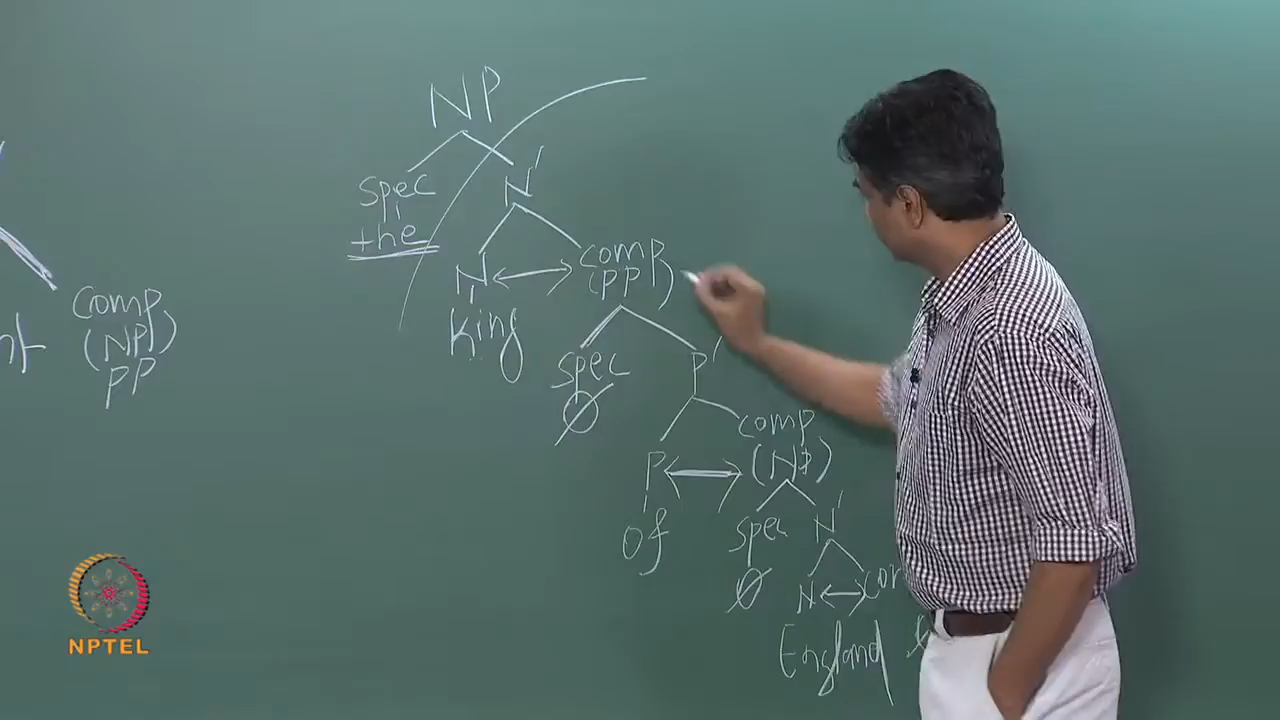 NP
spec N'
the
N comp
(PP)
King
spec P'
Ø
P comp
(NP)
of
spec N'
Ø
N
England
Comp
(NP)
PP
NPTEL